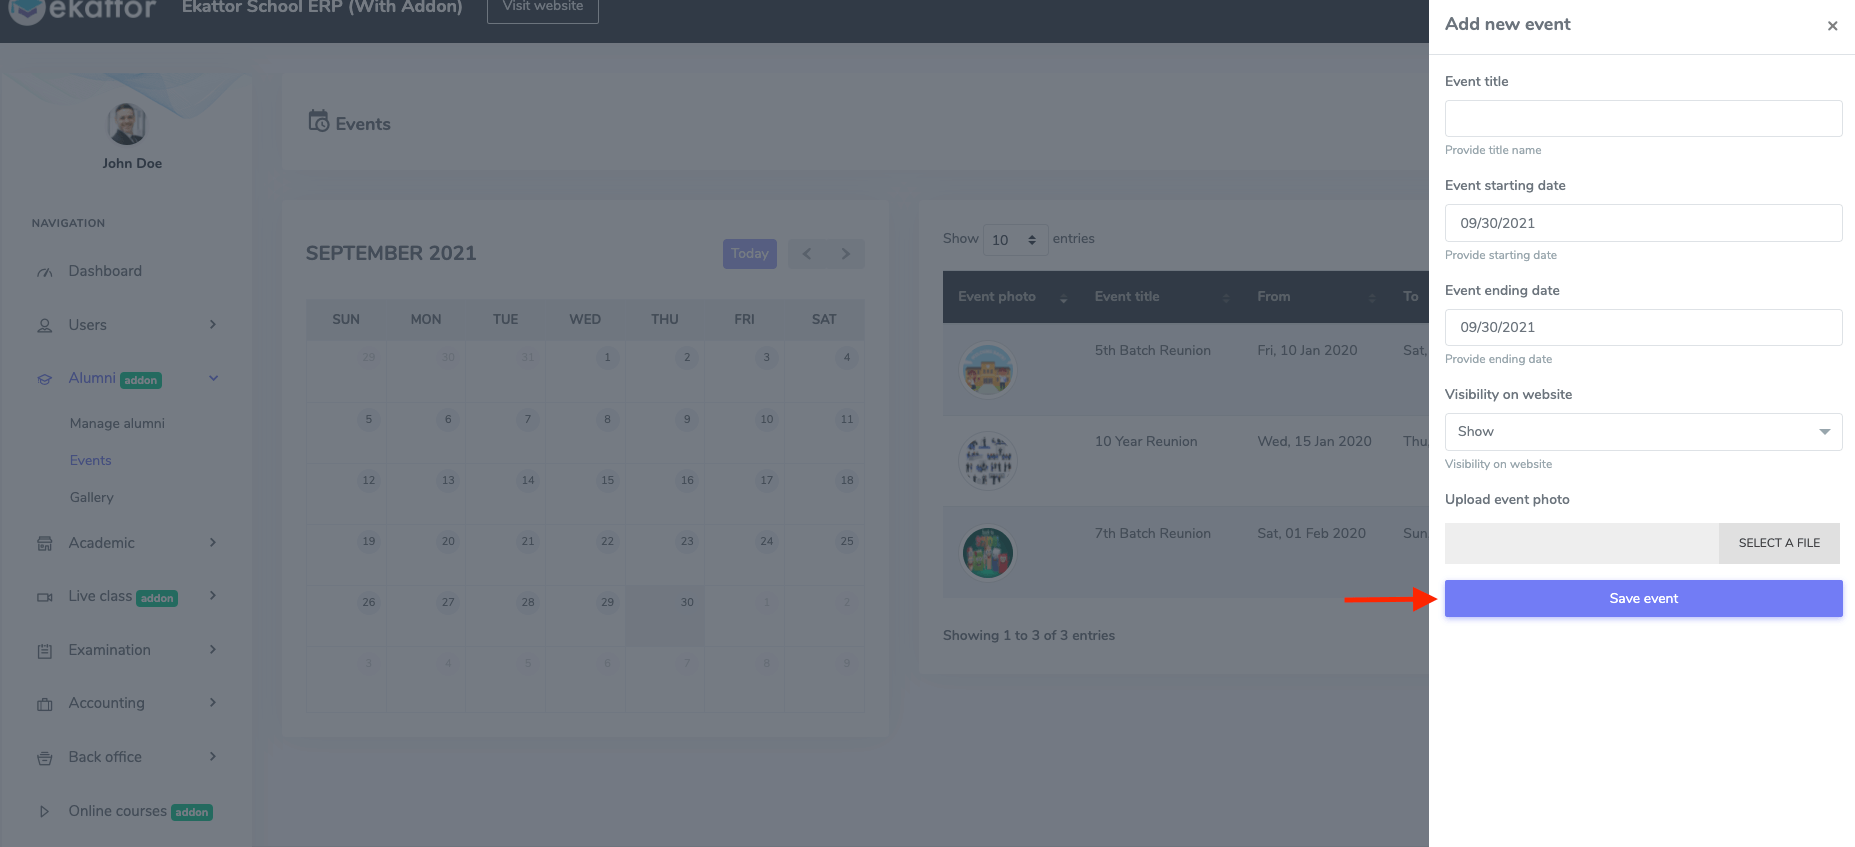 ekattor
Ekattor School ERP (With Addon)
Visit website
John Doe
NAVIGATION
Dashboard
Users
Alumni addon
Manage alumni
Events
Gallery
Academic
Live class addon
Examination
Accounting
Back office
Online courses addon
Events
SEPTEMBER 2021
Today
SUN MON TUE WED THU FRI SAT
29 30 31 1 2 3 4
5 6 7 8 9 10 11
12 13 14 15 16 17 18
19 20 21 22 23 24 25
26 27 28 29 30 1 2
3 4 5 6 7 8 9
Show 10 entries
Event photo Event title From To
5th Batch Reunion Fri, 10 Jan 2020 Sat,
10 Year Reunion Wed, 15 Jan 2020 Thu,
7th Batch Reunion Sat, 01 Feb 2020 Sun,
Showing 1 to 3 of 3 entries
Add new event
×
Event title
Provide title name
Event starting date
09/30/2021
Provide starting date
Event ending date
09/30/2021
Provide ending date
Visibility on website
Show
Visibility on website
Upload event photo
SELECT A FILE
Save event